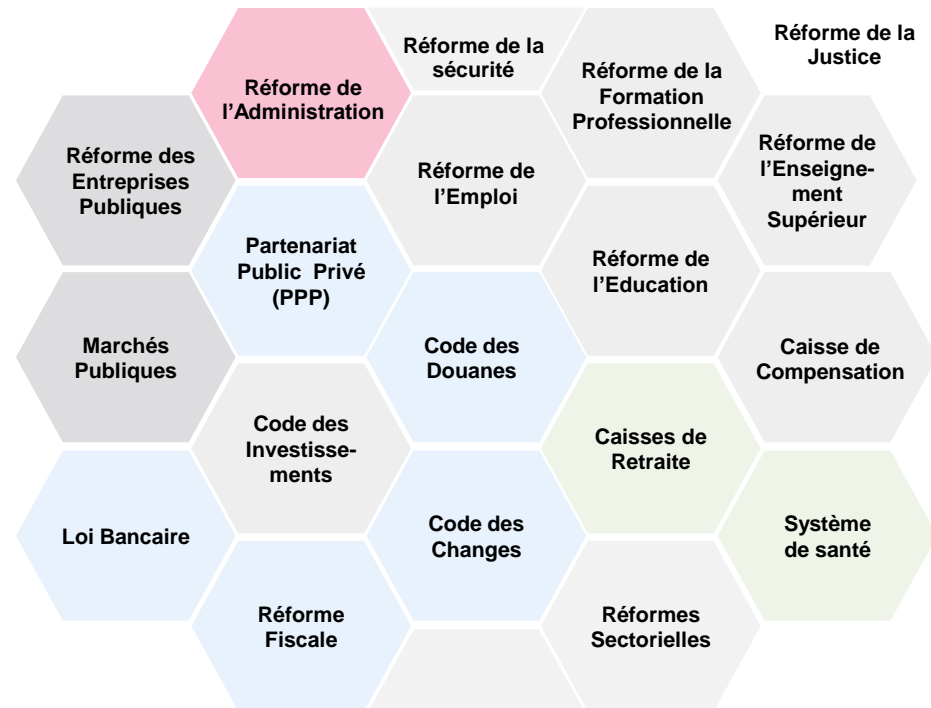 Réforme de
l’Administration
Réforme de la
sécurité
Réforme de la
Formation
Professionnelle
Réforme de la
Justice
Réforme des
Entreprises
Publiques
Réforme de
l’Emploi
Réforme de
l’Enseigne-
ment
Supérieur
Partenariat
Public Privé
(PPP)
Réforme de
l’Education
Marchés
Publiques
Code des
Douanes
Caisse de
Compensation
Code des
Investisse-
ments
Caisses de
Retraite
Loi Bancaire
Code des
Changes
Système
de santé
Réforme
Fiscale
Réformes
Sectorielles